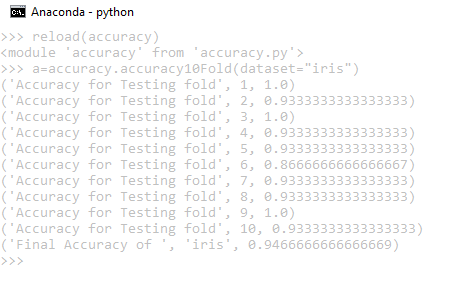 Anaconda - python
>>> reload(accuracy)
<module 'accuracy' from 'accuracy.py'>
>>> a=accuracy.accuracy10Fold(dataset="iris")
('Accuracy for Testing fold', 1, 1.0)
('Accuracy for Testing fold', 2, 0.9333333333333333)
('Accuracy for Testing fold', 3, 1.0)
('Accuracy for Testing fold', 4, 0.9333333333333333)
('Accuracy for Testing fold', 5, 0.9333333333333333)
('Accuracy for Testing fold', 6, 0.8666666666666667)
('Accuracy for Testing fold', 7, 0.9333333333333333)
('Accuracy for Testing fold', 8, 0.9333333333333333)
('Accuracy for Testing fold', 9, 1.0)
('Accuracy for Testing fold', 10, 0.9333333333333333)
('Final Accuracy of ', 'iris', 0.9466666666666669)
>>>